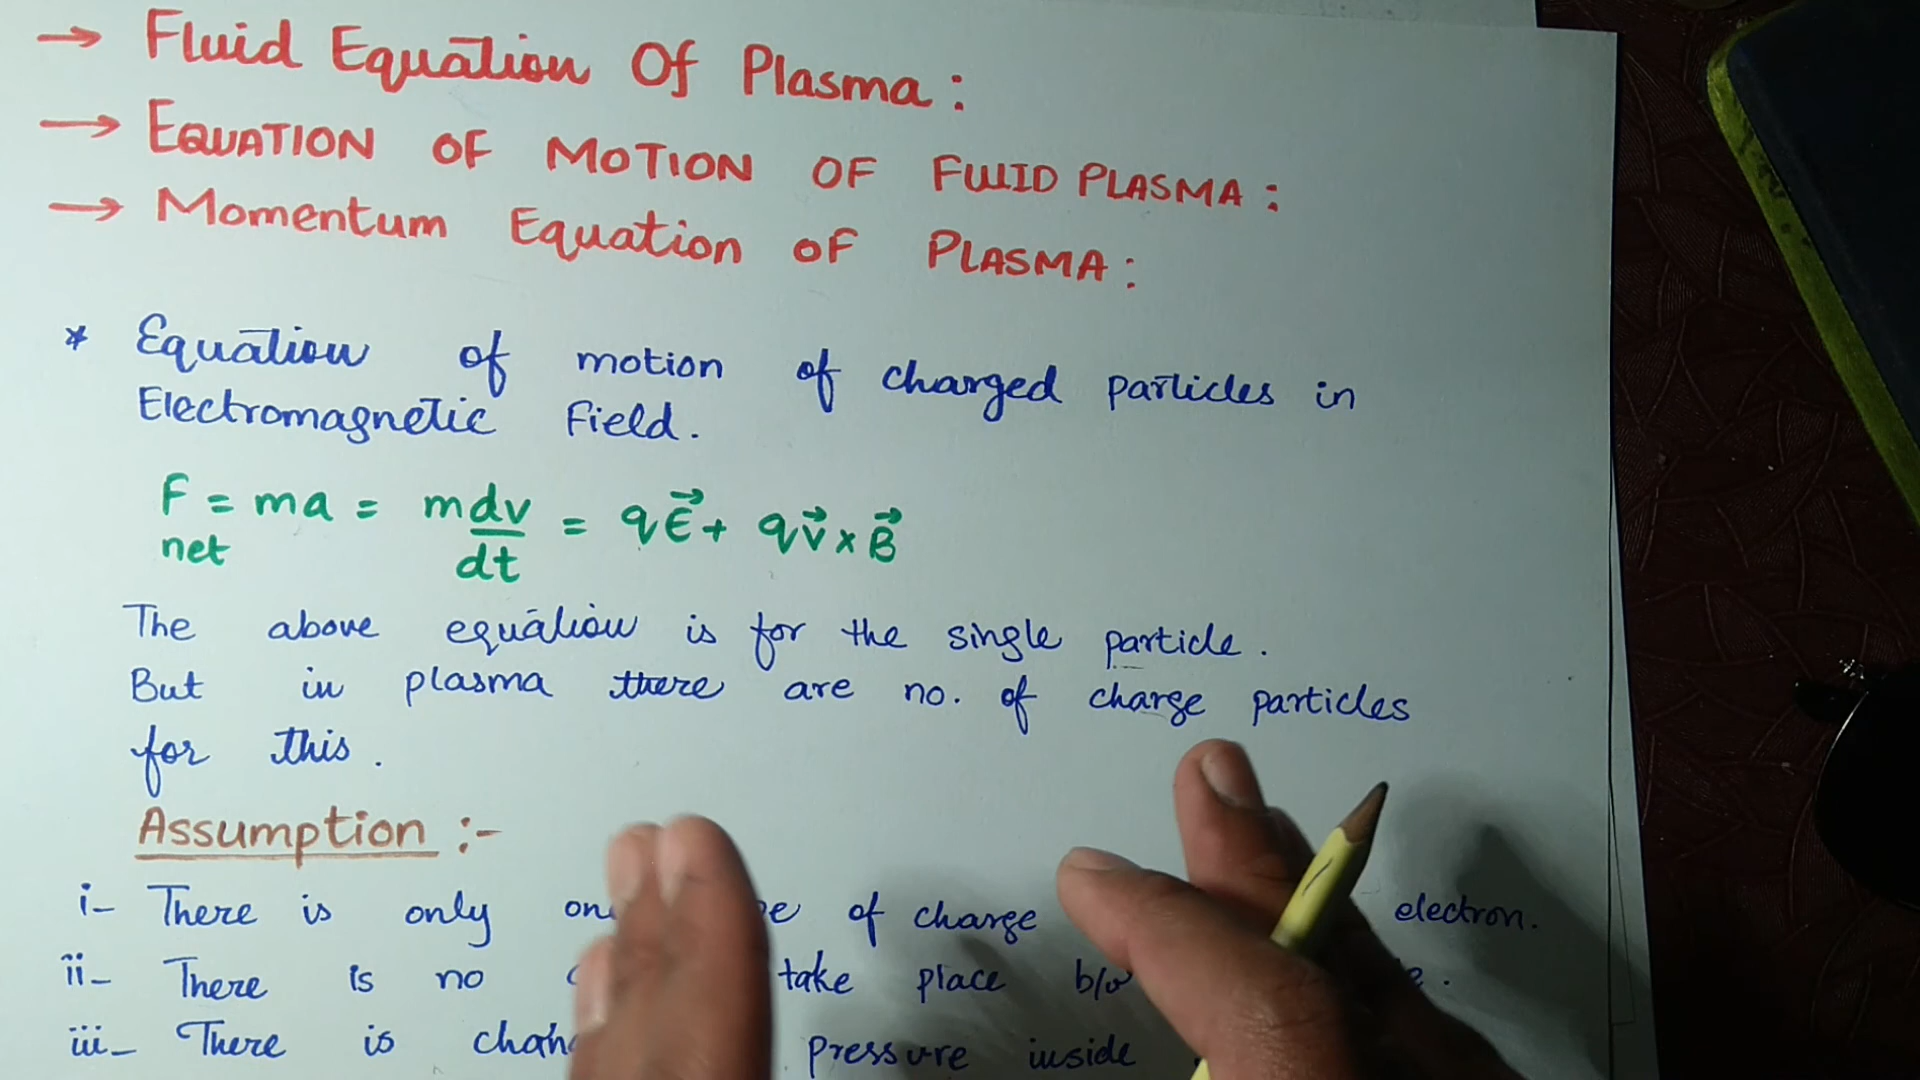 → Fluid Equation Of Plasma :
→ EQUATION OF MOTION OF FLUID PLASMA :
→ Momentum Equation OF PLASMA :
* Equation of motion of charged particles in
Electromagnetic Field.
F = ma = mdv = qE⃗ + qv⃗ x B⃗
net dt
The above equation is for the single particle.
But in plasma there are no. of charge particles
for this.
Assumption :-
i- There is only of charge electron.
ii- There is no take place b/w
iii- There is pressure inside